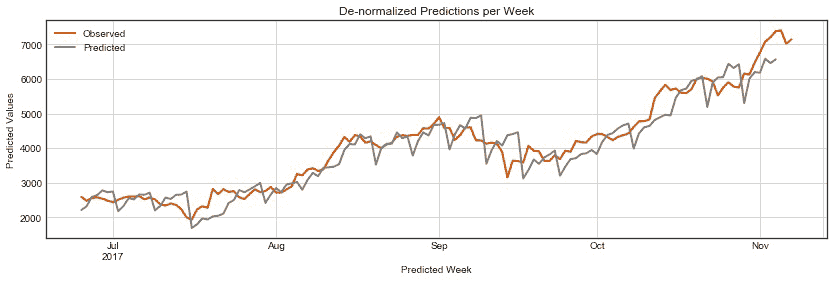 De-normalized Predictions per Week
Observed
Predicted
Predicted Values
7000
6000
5000
4000
3000
2000
Jul
2017
Aug
Sep
Oct
Nov
Predicted Week